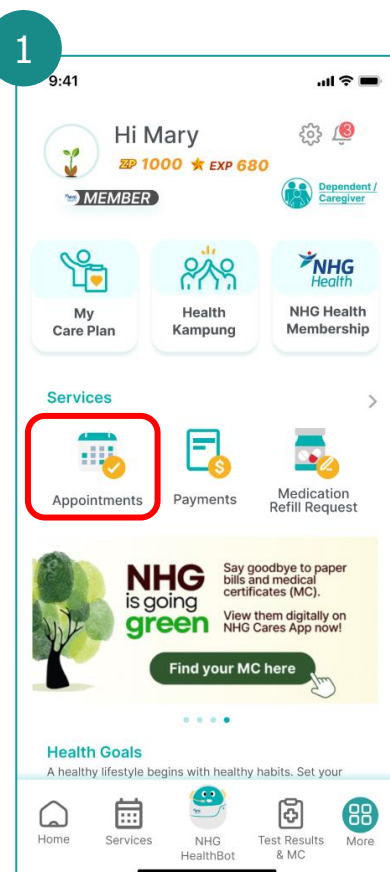 1
9:41
Hi Mary
3
ZP 1000 EXP 680
MEMBER
Dependent /
Caregiver
My
Care Plan
Health
Kampung
NHG
Health
NHG Health
Membership
Services
Appointments
Payments
Medication
Refill Request
NHG
is going
green
Say goodbye to paper
bills and medical
certificates (MC).
View them digitally on
NHG Cares App now!
Find your MC here
Health Goals
A healthy lifestyle begins with healthy habits. Set your
Home
Services
NHG
HealthBot
Test Results
& MC
More